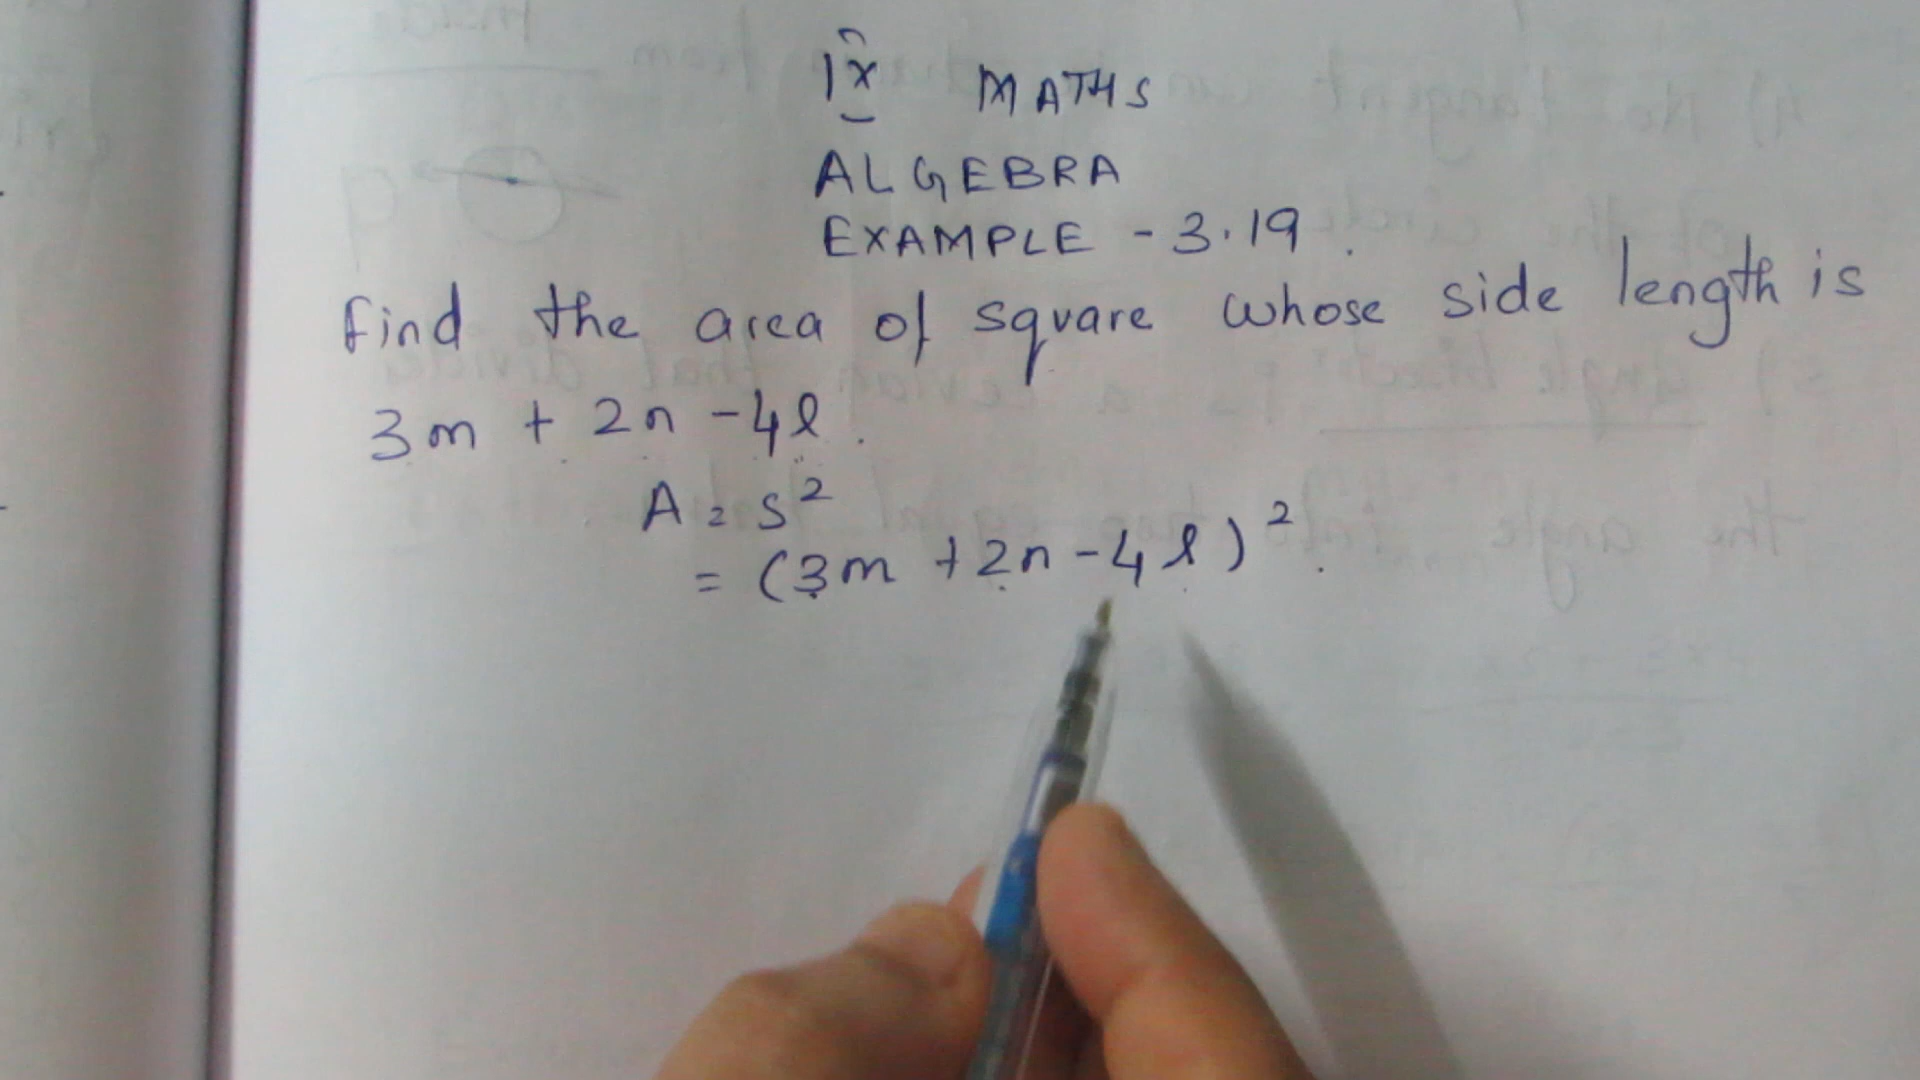 IX MATHS
ALGEBRA
EXAMPLE - 3.19.
Find the area of square whose side length is
3m + 2n - 4l.
A = s²
= (3m + 2n - 4l)².